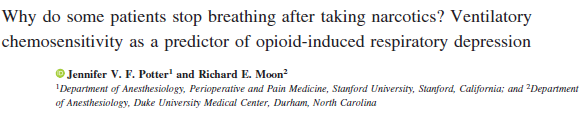 Why do some patients stop breathing after taking narcotics? Ventilatory
chemosensitivity as a predictor of opioid-induced respiratory depression
Jennifer V. F. Potter¹ and Richard E. Moon²
¹Department of Anesthesiology, Perioperative and Pain Medicine, Stanford University, Stanford, California; and ²Department
of Anesthesiology, Duke University Medical Center, Durham, North Carolina